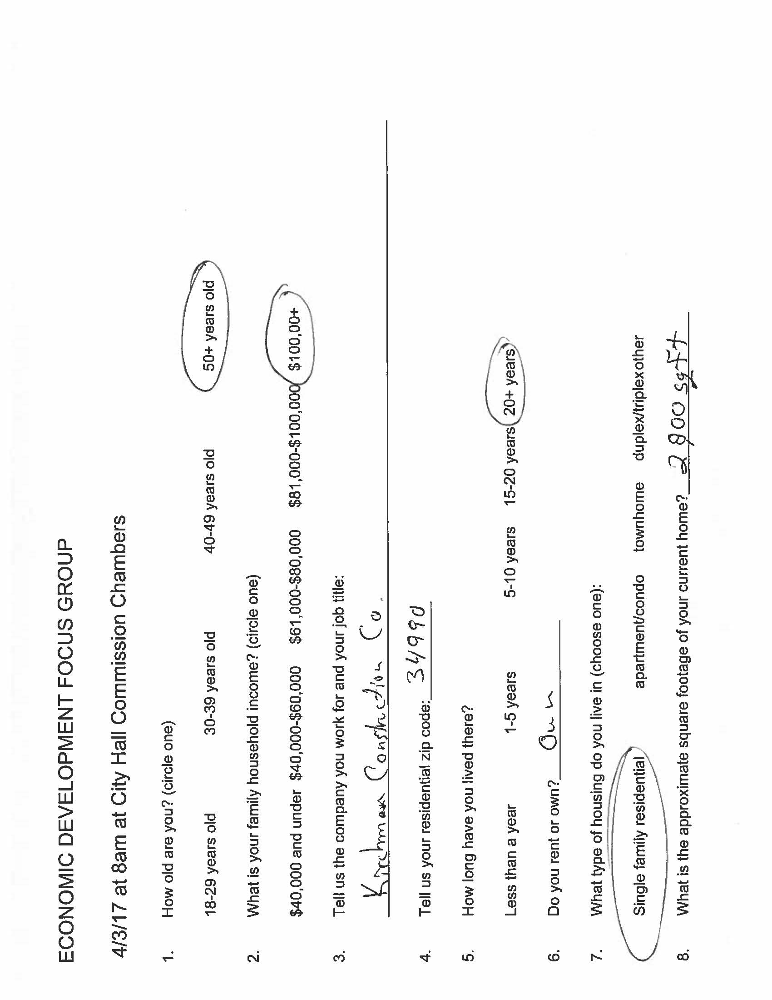 ECONOMIC DEVELOPMENT FOCUS GROUP
4/3/17 at 8am at City Hall Commission Chambers
1. How old are you? (circle one)
18-29 years old 30-39 years old 40-49 years old 50+ years old
2. What is your family household income? (circle one)
$40,000 and under $40,000-$60,000 $61,000-$80,000 $81,000-$100,000 $100,00+
3. Tell us the company you work for and your job title:
Kirchman Construction Co.
4. Tell us your residential zip code: 34990
5. How long have you lived there?
Less than a year 1-5 years 5-10 years 15-20 years 20+ years
6. Do you rent or own? Own
7. What type of housing do you live in (choose one):
Single family residential apartment/condo townhome duplex/triplex other
8. What is the approximate square footage of your current home? 2,800 sqft